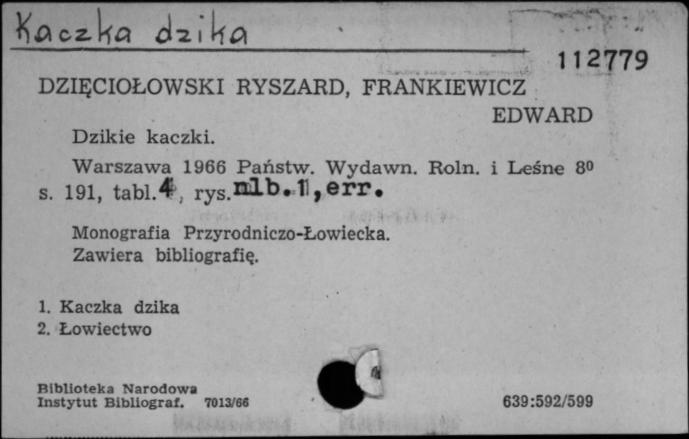 Kaczka dzika
112779
DZIĘCIOŁOWSKI RYSZARD, FRANKIEWICZ
EDWARD
Dzikie kaczki.
Warszawa 1966 Państw. Wydawn. Roln. i Leśne 8⁰
s. 191, tabl. 4, rys. nlb. 1, err.
Monografia Przyrodniczo-Łowiecka.
Zawiera bibliografię.
1. Kaczka dzika
2. Łowiectwo
Biblioteka Narodowa
Instytut Bibliograf. 7013/66
639:592/599